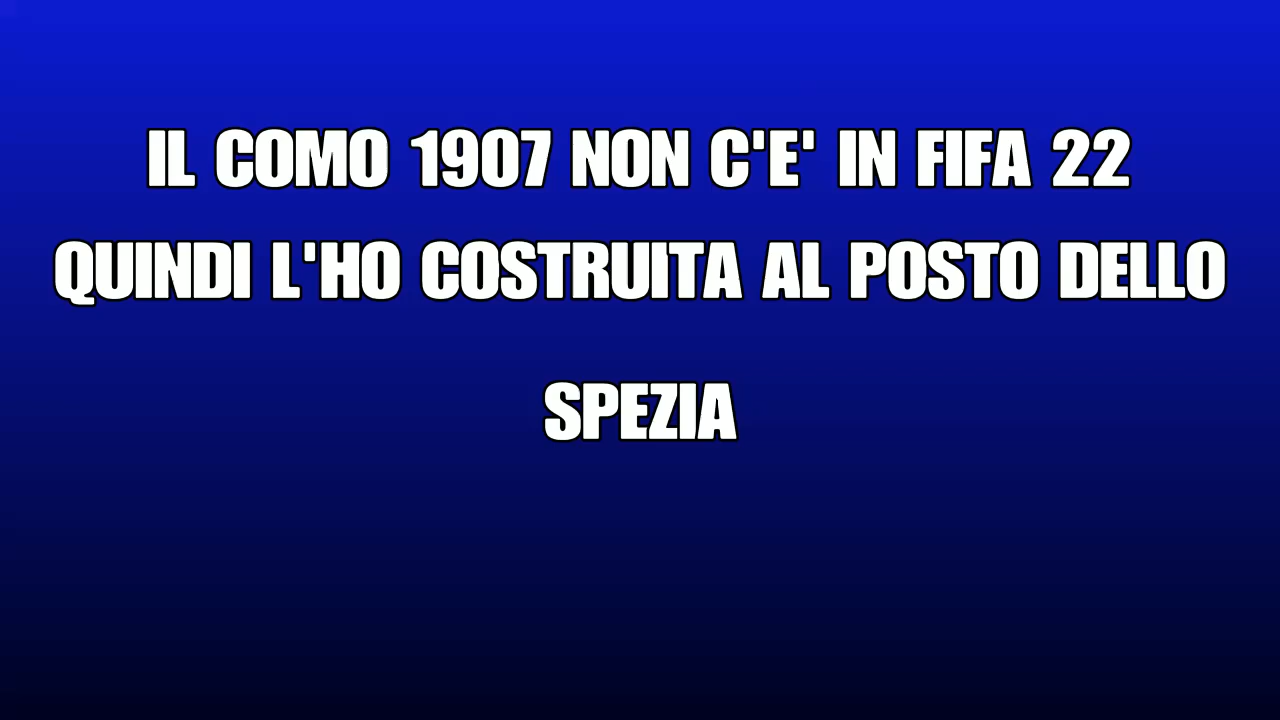 IL COMO 1907 NON C'E' IN FIFA 22
QUINDI L'HO COSTRUITA AL POSTO DELLO
SPEZIA